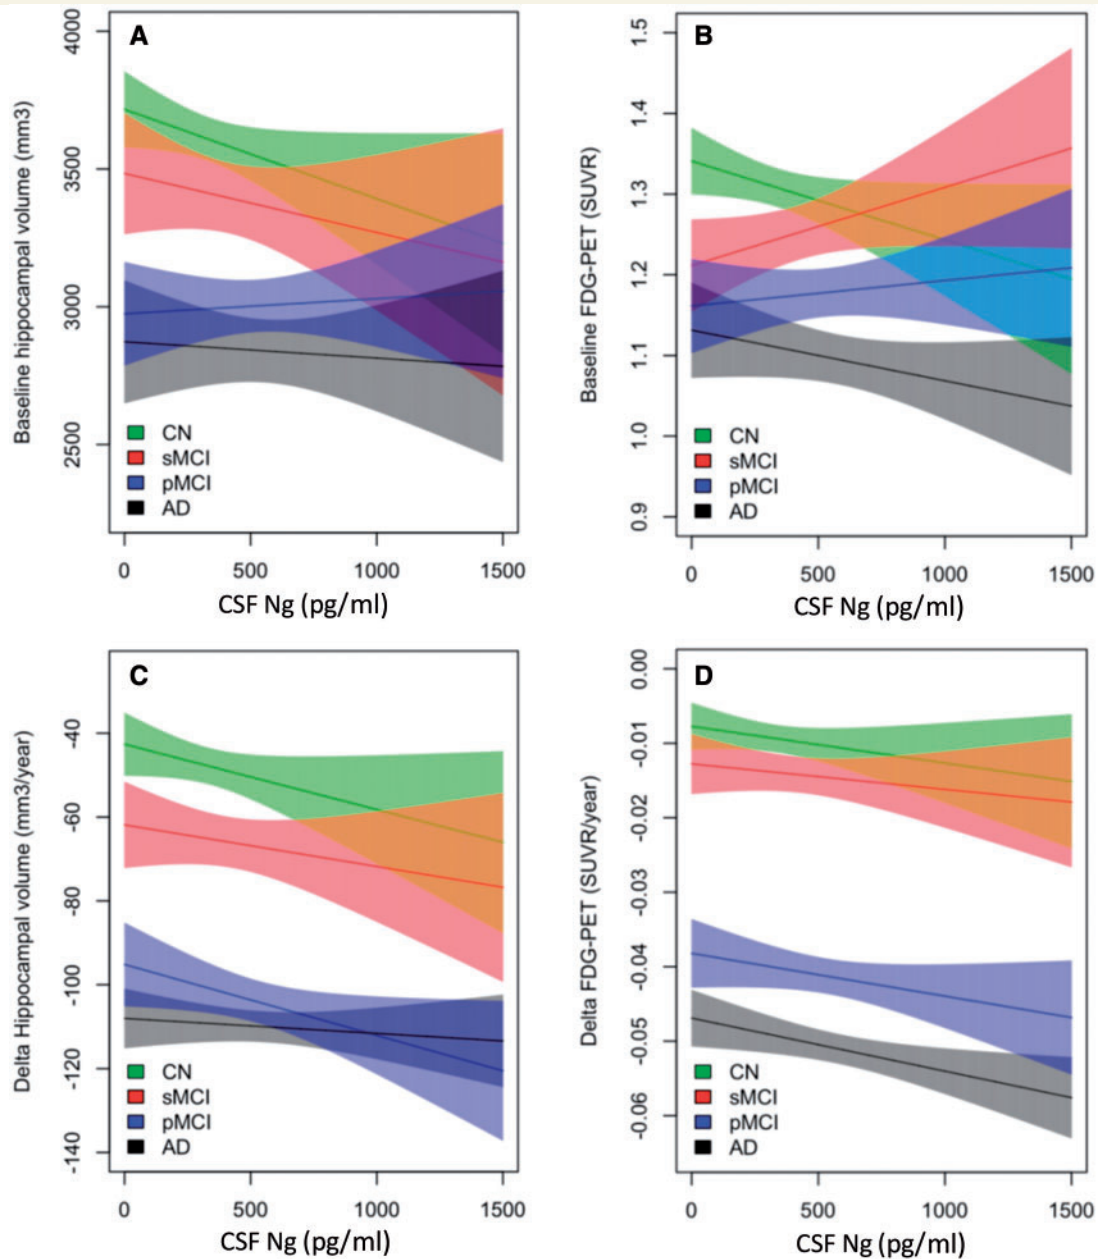 A
Baseline hippocampal volume (mm3)
4000
3500
3000
2500
CN
sMCI
pMCI
AD
0 500 1000 1500
CSF Ng (pg/ml)
B
Baseline FDG-PET (SUVR)
1.5
1.4
1.3
1.2
1.1
1.0
0.9
CN
sMCI
pMCI
AD
0 500 1000 1500
CSF Ng (pg/ml)
C
Delta Hippocampal volume (mm3/year)
-40
-60
-80
-100
-120
-140
CN
sMCI
pMCI
AD
0 500 1000 1500
CSF Ng (pg/ml)
D
Delta FDG-PET (SUVR/year)
0.00
-0.01
-0.02
-0.03
-0.04
-0.05
-0.06
CN
sMCI
pMCI
AD
0 500 1000 1500
CSF Ng (pg/ml)